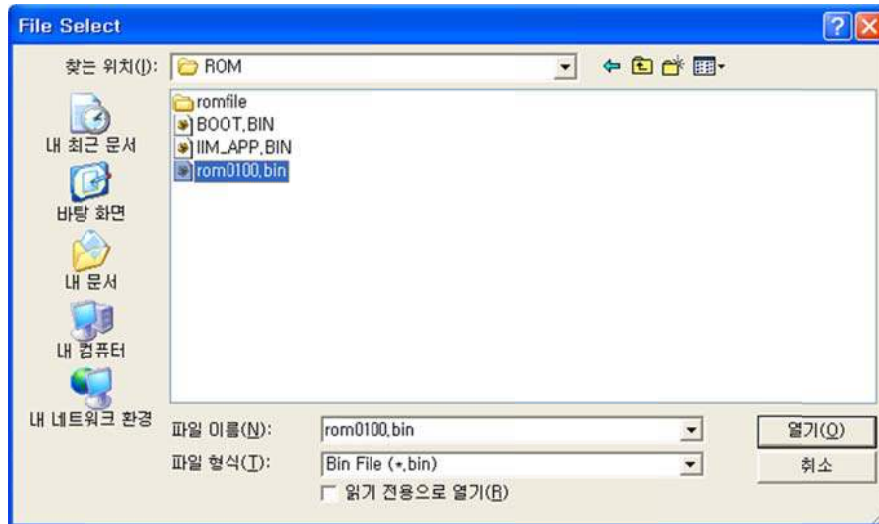 File Select
찾는 위치(I): ROM
romfile
BOOT.BIN
IIM_APP.BIN
rom0100.bin
내 최근 문서
바탕 화면
내 문서
내 컴퓨터
내 네트워크 환경
파일 이름(N): rom0100.bin 열기(O)
파일 형식(T): Bin File (*.bin) 취소
읽기 전용으로 열기(R)